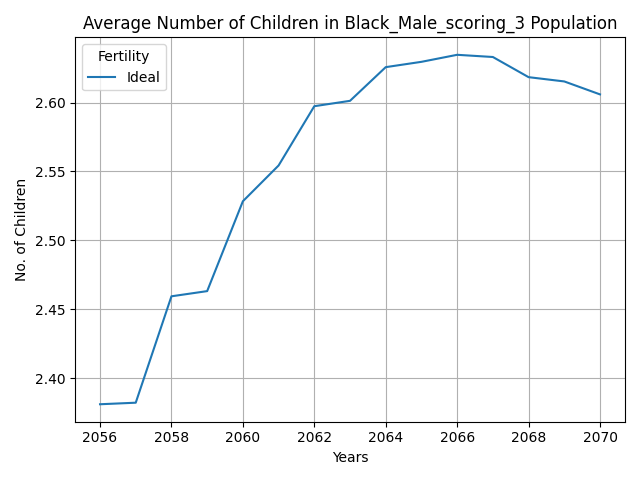 Average Number of Children in Black_Male_scoring_3 Population
Fertility
Ideal
No. of Children
2.60
2.55
2.50
2.45
2.40
2056 2058 2060 2062 2064 2066 2068 2070
Years